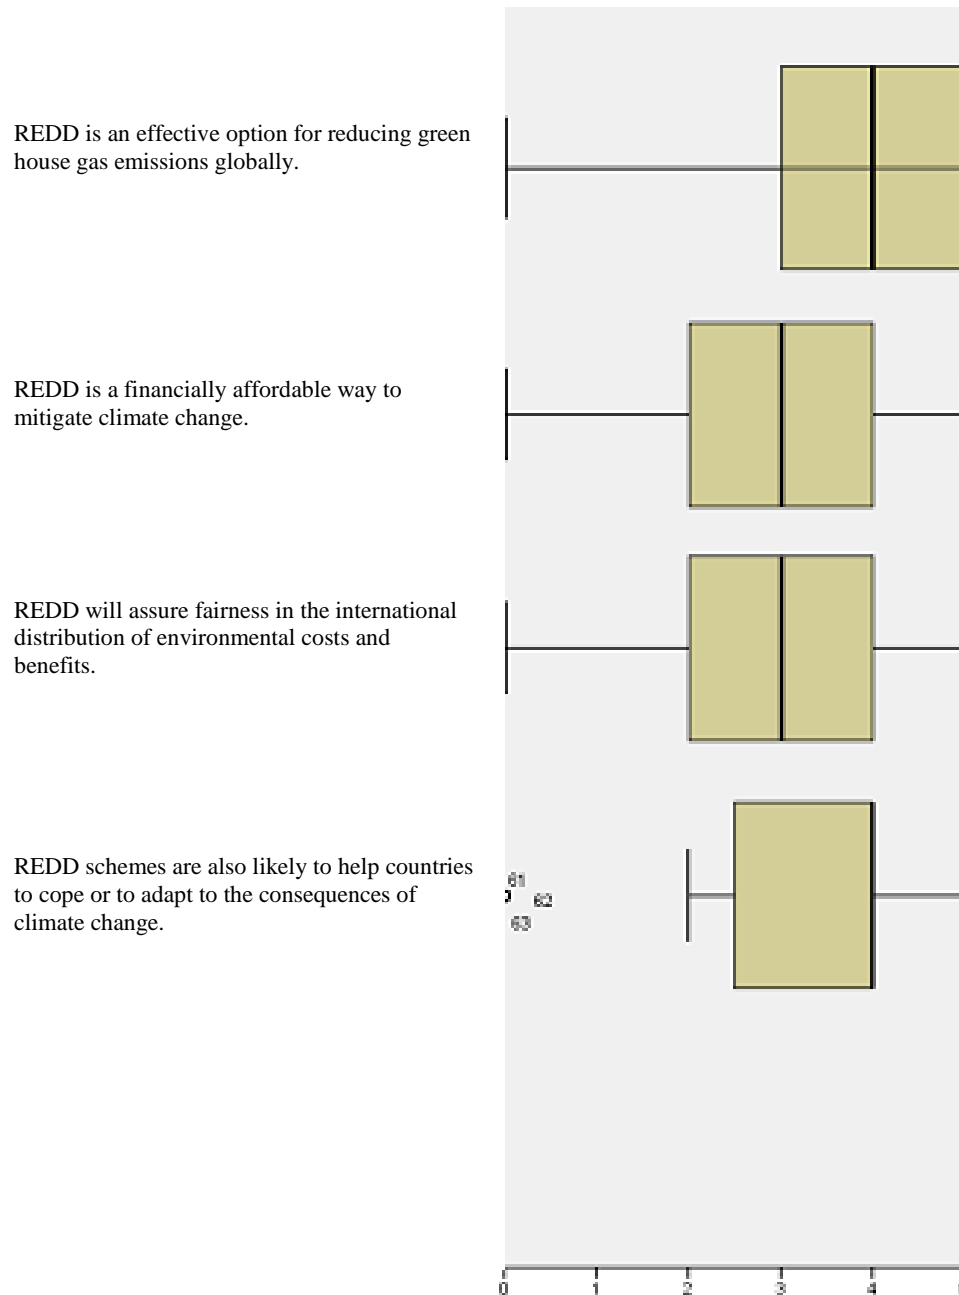 REDD is an effective option for reducing green
house gas emissions globally.
REDD is a financially affordable way to
mitigate climate change.
REDD will assure fairness in the international
distribution of environmental costs and
benefits.
REDD schemes are also likely to help countries
to cope or to adapt to the consequences of
climate change.
61
62
63
0 1 2 3 4